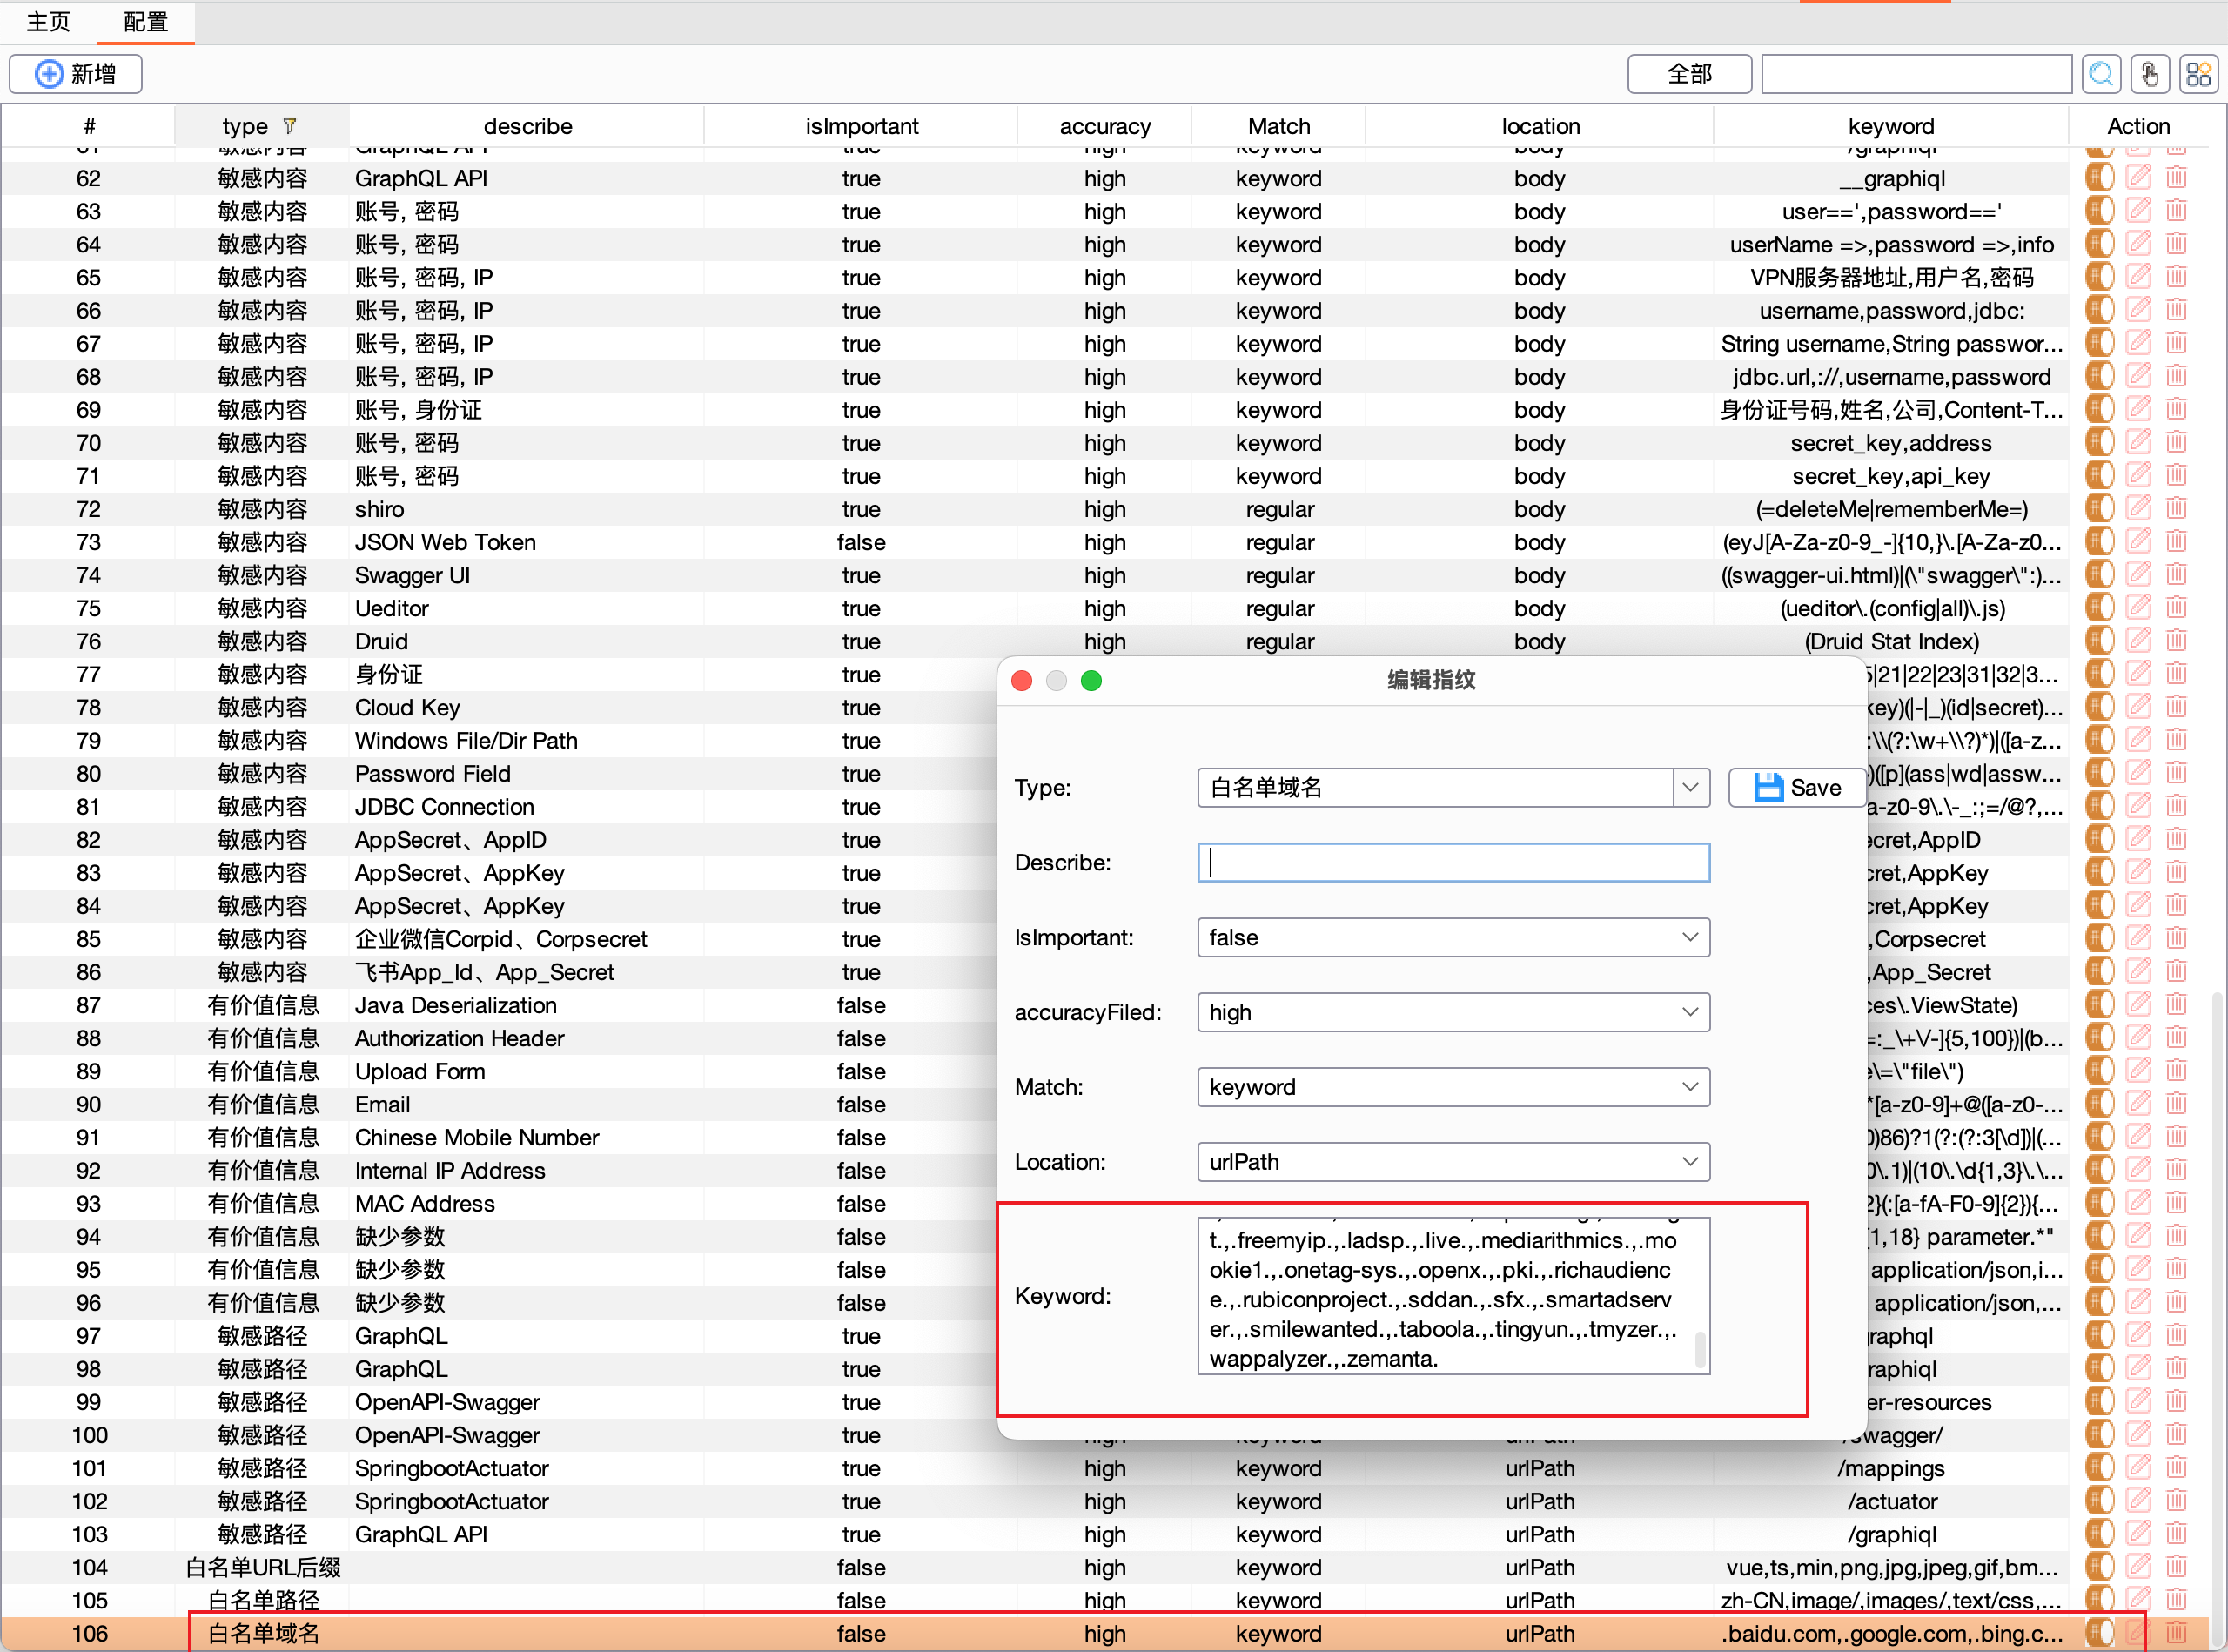 主页 配置
新增 全部
# type describe isImportant accuracy Match location keyword Action
61 敏感内容 GraphQL API true high keyword body /graphiql
62 敏感内容 GraphQL API true high keyword body __graphiql
63 敏感内容 账号, 密码 true high keyword body user==',password=='
64 敏感内容 账号, 密码 true high keyword body userName =>,password =>,info
65 敏感内容 账号, 密码, IP true high keyword body VPN服务器地址,用户名,密码
66 敏感内容 账号, 密码, IP true high keyword body username,password,jdbc:
67 敏感内容 账号, 密码, IP true high keyword body String username,String passwor...
68 敏感内容 账号, 密码, IP true high keyword body jdbc.url,://,username,password
69 敏感内容 账号, 身份证 true high keyword body 身份证号码,姓名,公司,Content-T...
70 敏感内容 账号, 密码 true high keyword body secret_key,address
71 敏感内容 账号, 密码 true high keyword body secret_key,api_key
72 敏感内容 shiro true high regular body (=deleteMe|rememberMe=)
73 敏感内容 JSON Web Token false high regular body (eyJ[A-Za-z0-9_-]{10,}\.[A-Za-z0...
74 敏感内容 Swagger UI true high regular body ((swagger-ui.html)|(\"swagger\":)...
75 敏感内容 Ueditor true high regular body (ueditor\.(config|all)\.js)
76 敏感内容 Druid true high regular body (Druid Stat Index)
77 敏感内容 身份证 true 5|21|22|23|31|32|3...
78 敏感内容 Cloud Key true key)(|-|_)(id|secret)...
79 敏感内容 Windows File/Dir Path true :\\(?:\w+\\?)*)|([a-z...
80 敏感内容 Password Field true )([p](ass|wd|assw...
81 敏感内容 JDBC Connection true a-z0-9\.\-_:;=/@?,...
82 敏感内容 AppSecret、AppID true ecret,AppID
83 敏感内容 AppSecret、AppKey true cret,AppKey
84 敏感内容 AppSecret、AppKey true cret,AppKey
85 敏感内容 企业微信Corpid、Corpsecret true ,Corpsecret
86 敏感内容 飞书App_Id、App_Secret true ,App_Secret
87 有价值信息 Java Deserialization false ces\.ViewState)
88 有价值信息 Authorization Header false =:_\+\/-]{5,100})|(b...
89 有价值信息 Upload Form false e\=\"file\")
90 有价值信息 Email false *[a-z0-9]+@([a-z0-...
91 有价值信息 Chinese Mobile Number false 0)86)?1(?:(?:3[\d])|(...
92 有价值信息 Internal IP Address false 0\.1)|(10\.\d{1,3}\.\...
93 有价值信息 MAC Address false 2}(:[a-fA-F0-9]{2}){...
94 有价值信息 缺少参数 false {1,18} parameter.*"
95 有价值信息 缺少参数 false application/json,i...
96 有价值信息 缺少参数 false application/json,...
97 敏感路径 GraphQL true graphql
98 敏感路径 GraphQL true raphiql
99 敏感路径 OpenAPI-Swagger true er-resources
100 敏感路径 OpenAPI-Swagger true high keyword urlPath /swagger/
101 敏感路径 SpringbootActuator true high keyword urlPath /mappings
102 敏感路径 SpringbootActuator true high keyword urlPath /actuator
103 敏感路径 GraphQL API true high keyword urlPath /graphiql
104 白名单URL后缀 false high keyword urlPath vue,ts,min,png,jpg,jpeg,gif,bm...
105 白名单路径 false high keyword urlPath zh-CN,image/,images/,text/css,...
106 白名单域名 false high keyword urlPath .baidu.com,.google.com,.bing.c...
编辑指纹
Type: 白名单域名 Save
Describe:
IsImportant: false
accuracyFiled: high
Match: keyword
Location: urlPath
Keyword:
t.,.freemyip.,.ladsp.,.live.,.mediarithmics.,.mo
okie1.,.onetag-sys.,.openx.,.pki.,.richaudienc
e.,.rubiconproject.,.sddan.,.sfx.,.smartadserv
er.,.smilewanted.,.taboola.,.tingyun.,.tmyzer.,.
wappalyzer.,.zemanta.